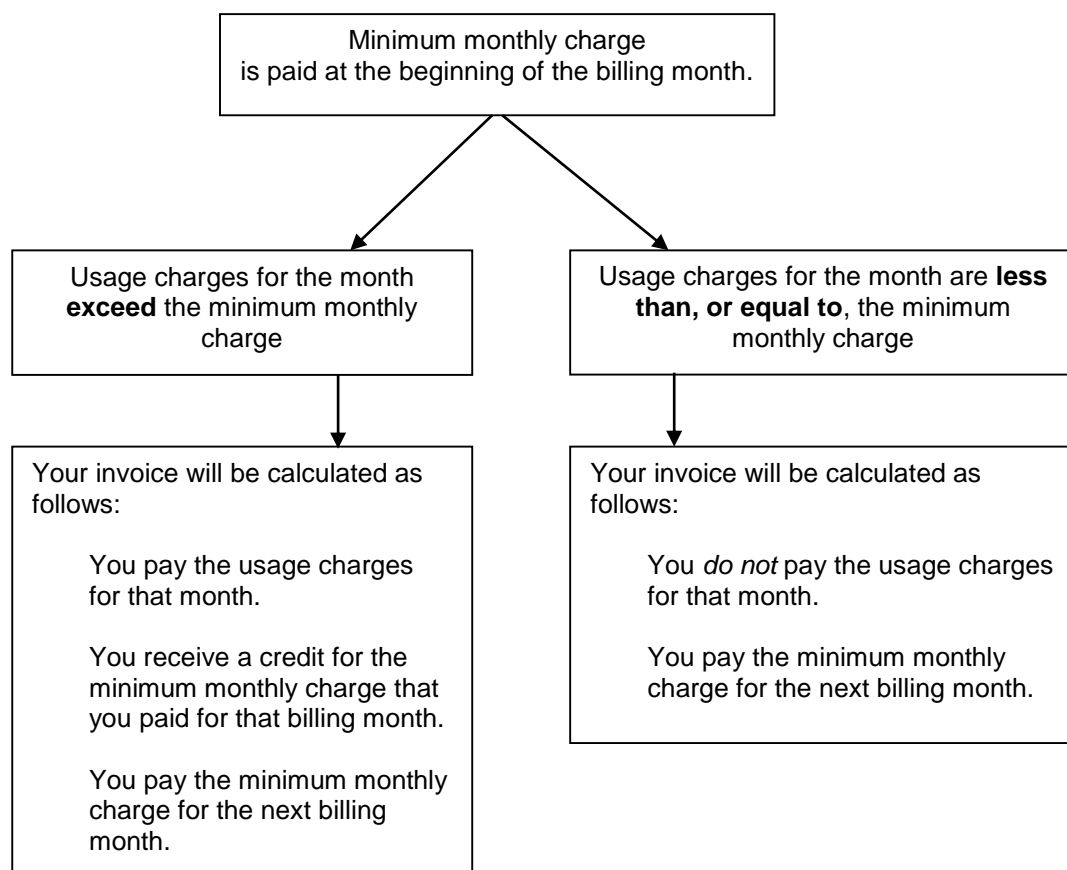 Minimum monthly charge
is paid at the beginning of the billing month.
Usage charges for the month
exceed the minimum monthly
charge
Usage charges for the month are less
than, or equal to, the minimum
monthly charge
Your invoice will be calculated as
follows:
You pay the usage charges
for that month.
You receive a credit for the
minimum monthly charge that
you paid for that billing month.
You pay the minimum monthly
charge for the next billing
month.
Your invoice will be calculated as
follows:
You do not pay the usage charges
for that month.
You pay the minimum monthly
charge for the next billing month.